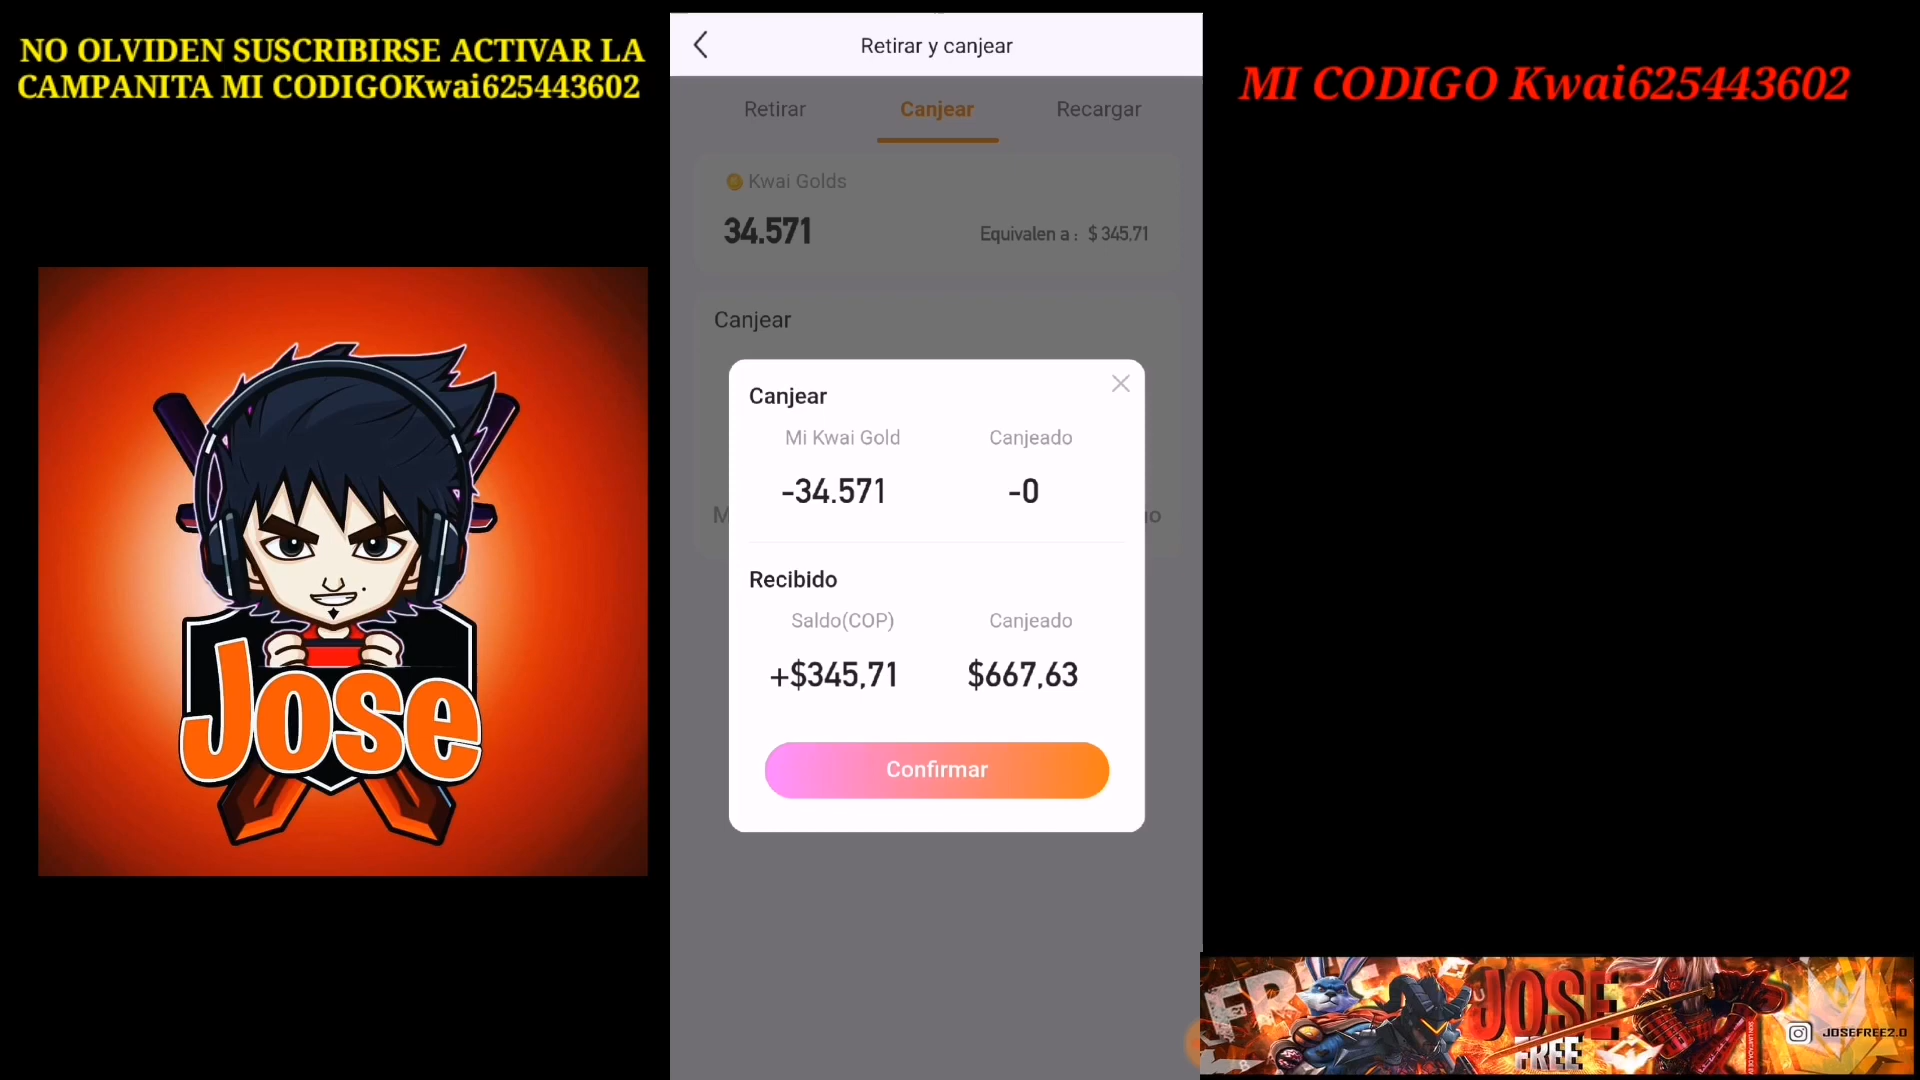 NO OLVIDEN SUSCRIBIRSE ACTIVAR LA
CAMPANITA MI CODIGOKwai625443602
MI CODIGO Kwai625443602
Retirar y canjear
Retirar Canjear Recargar
Kwai Golds
34.571 Equivalen a : $ 345,71
Canjear
Canjear
Mi Kwai Gold Canjeado
-34.571 -0
Recibido
Saldo(COP) Canjeado
+$345,71 $667,63
Confirmar
Jose
JOSE
FREE
JOSEFREE2.0